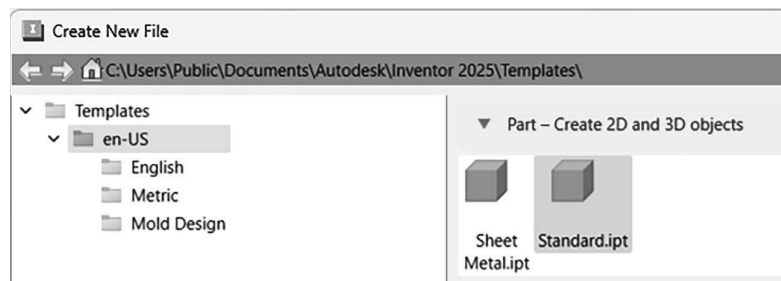 Create New File
C:\Users\Public\Documents\Autodesk\Inventor 2025\Templates\
Templates
en-US
English
Metric
Mold Design
Part – Create 2D and 3D objects
Sheet
Metal.ipt
Standard.ipt